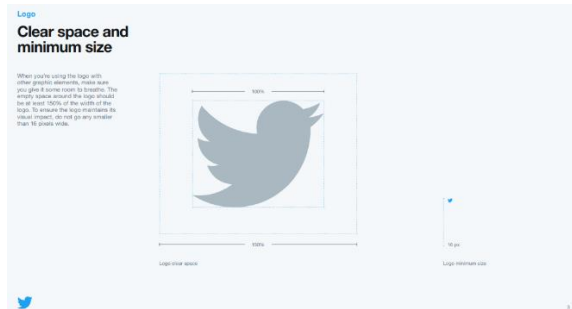 Logo
Clear space and
minimum size
When you're using the logo with
other graphic elements, make sure
you give it some room to breathe. The
empty space around the logo should
be at least 150% of the width of the
logo. To ensure the logo maintains its
visual impact, do not go any smaller
than 16 pixels wide.
100%
150%
16 px
Logo clear space
Logo minimum size